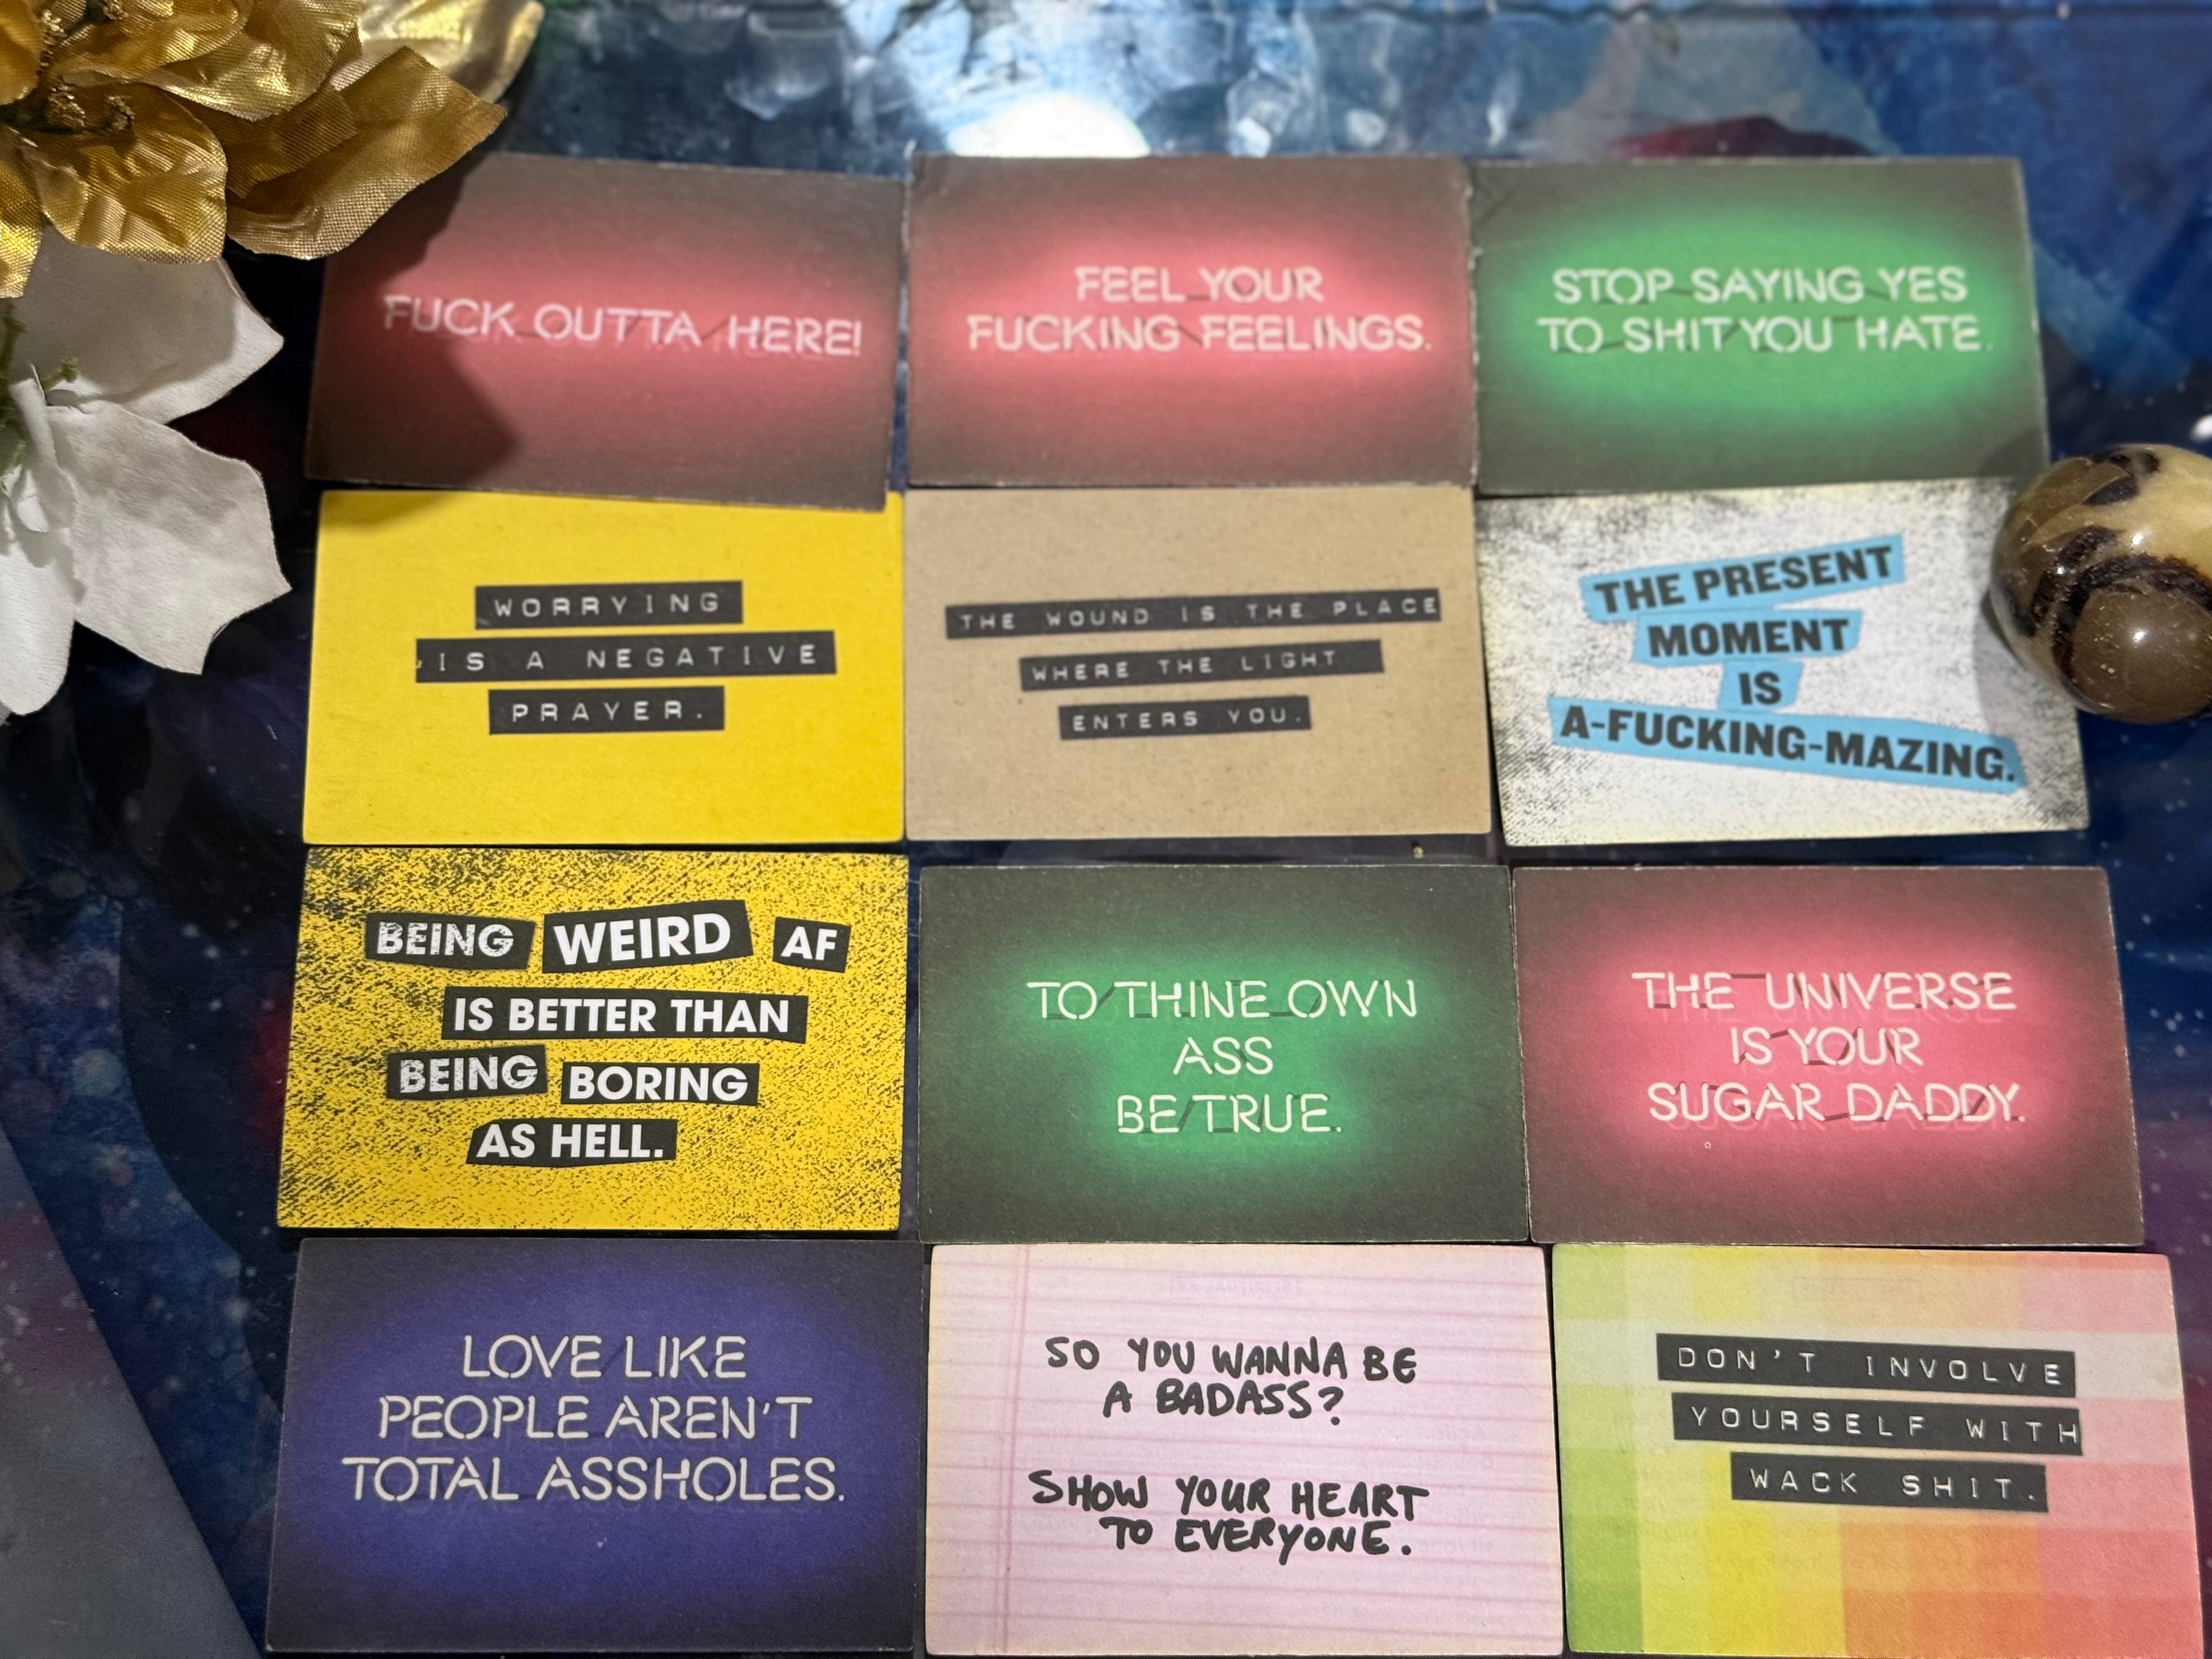 FUCK OUTTA HERE!
FEEL YOUR
FUCKING FEELINGS.
STOP SAYING YES
TO SHIT YOU HATE.
WORRYING
IS A NEGATIVE
PRAYER.
THE WOUND IS THE PLACE
WHERE THE LIGHT
ENTERS YOU.
THE PRESENT
MOMENT
IS
A-FUCKING-MAZING.
BEING WEIRD AF
IS BETTER THAN
BEING BORING
AS HELL.
TO THINE OWN
ASS
BE TRUE.
THE UNIVERSE
IS YOUR
SUGAR DADDY.
LOVE LIKE
PEOPLE AREN'T
TOTAL ASSHOLES.
SO YOU WANNA BE
A BADASS?
SHOW YOUR HEART
TO EVERYONE.
DON'T INVOLVE
YOURSELF WITH
WACK SHIT.